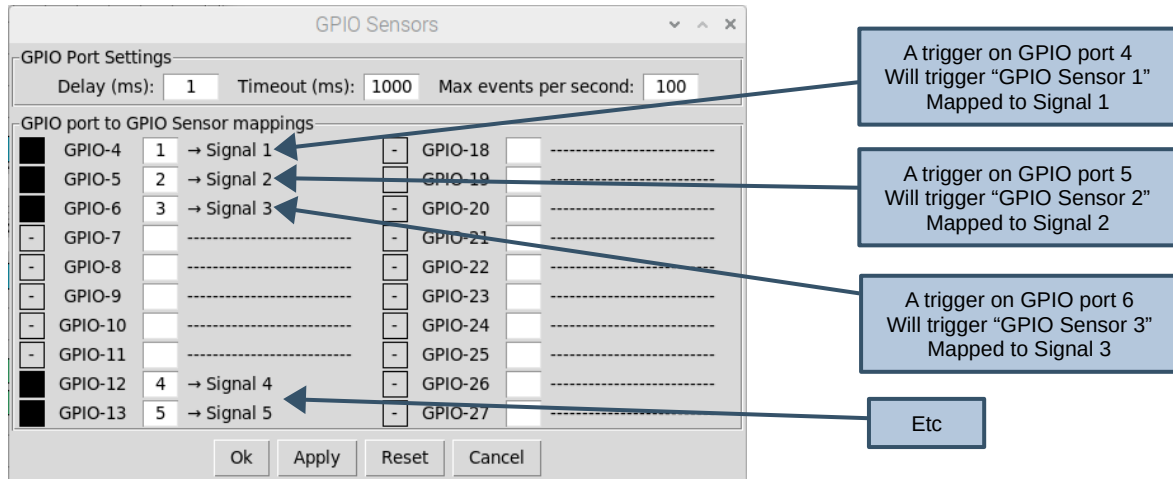 GPIO Sensors
GPIO Port Settings
Delay (ms): 1 Timeout (ms): 1000 Max events per second: 100
GPIO port to GPIO Sensor mappings
GPIO-4 1 → Signal 1 - GPIO-18 --------------------------
GPIO-5 2 → Signal 2 - GPIO-19 --------------------------
GPIO-6 3 → Signal 3 - GPIO-20 --------------------------
- GPIO-7 -------------------------- - GPIO-21 --------------------------
- GPIO-8 -------------------------- - GPIO-22 --------------------------
- GPIO-9 -------------------------- - GPIO-23 --------------------------
- GPIO-10 -------------------------- - GPIO-24 --------------------------
- GPIO-11 -------------------------- - GPIO-25 --------------------------
GPIO-12 4 → Signal 4 - GPIO-26 --------------------------
GPIO-13 5 → Signal 5 - GPIO-27 --------------------------
Ok Apply Reset Cancel
A trigger on GPIO port 4
Will trigger “GPIO Sensor 1”
Mapped to Signal 1
A trigger on GPIO port 5
Will trigger “GPIO Sensor 2”
Mapped to Signal 2
A trigger on GPIO port 6
Will trigger “GPIO Sensor 3”
Mapped to Signal 3
Etc